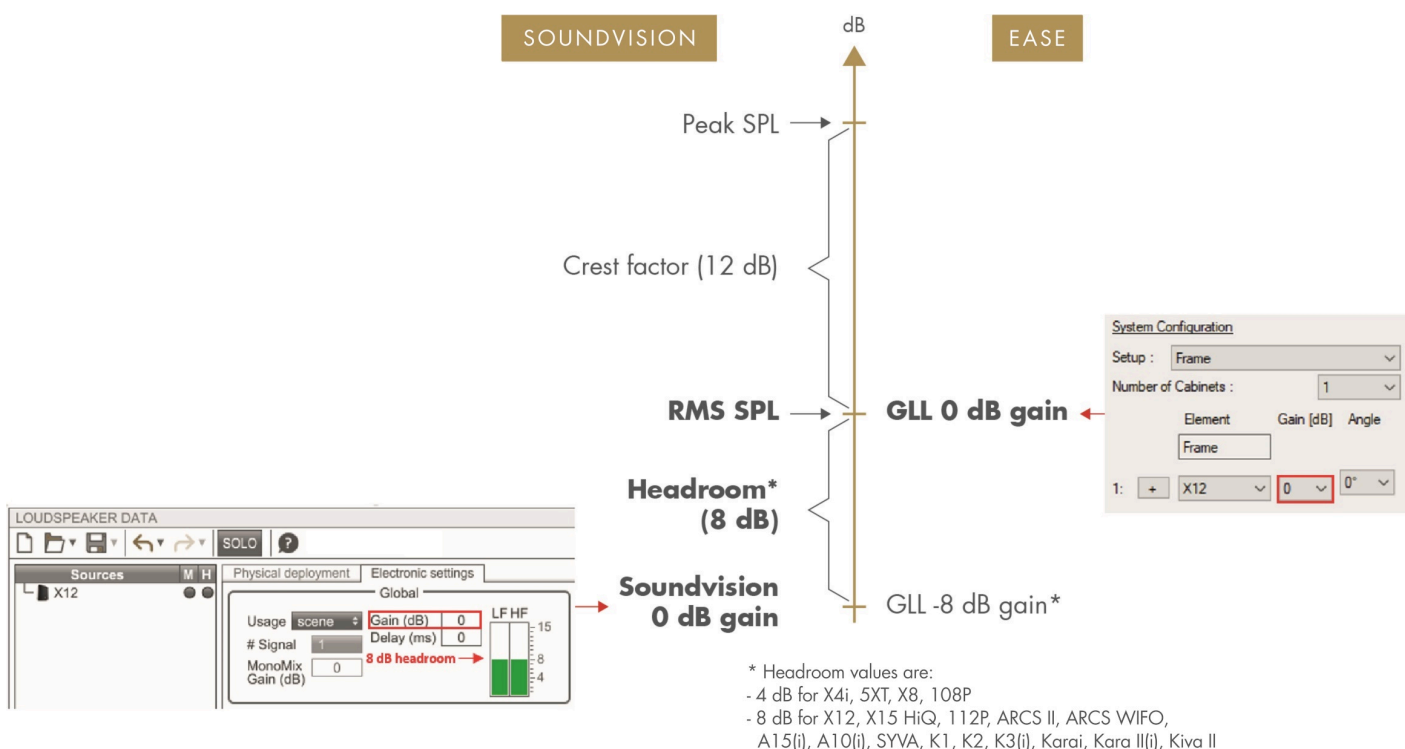 SOUNDVISION
dB
EASE
Peak SPL
Crest factor (12 dB)
RMS SPL
GLL 0 dB gain
Headroom*
(8 dB)
Soundvision
0 dB gain
GLL -8 dB gain*
System Configuration
Setup : Frame
Number of Cabinets : 1
Element Gain [dB] Angle
Frame
1: + X12 0 0°
LOUDSPEAKER DATA
SOLO ?
Sources M H
X12
Physical deployment Electronic settings
Global
Usage scene Gain (dB) 0
# Signal 1 Delay (ms) 0
MonoMix
Gain (dB) 0
8 dB headroom
LF HF
15
8
4
* Headroom values are:
- 4 dB for X4i, 5XT, X8, 108P
- 8 dB for X12, X15 HiQ, 112P, ARCS II, ARCS WIFO,
A15(i), A10(i), SYVA, K1, K2, K3(i), Karai, Kara II(i), Kiva II